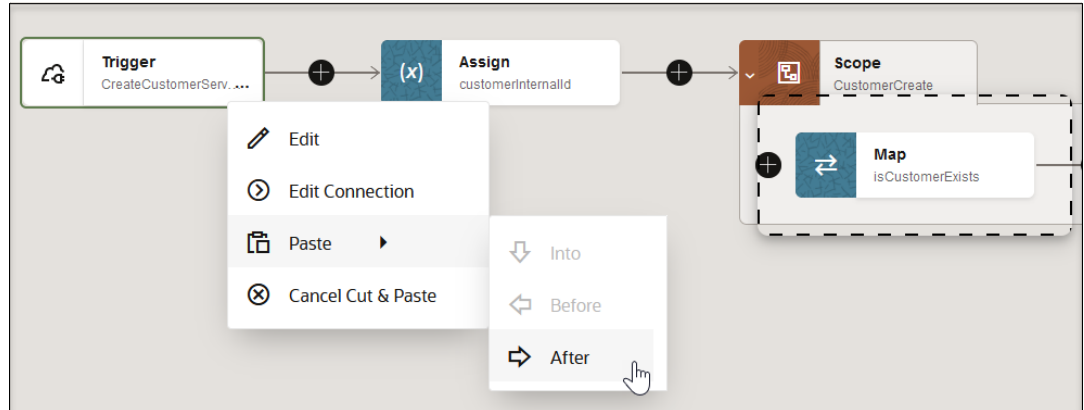 Trigger
CreateCustomerServ. ...
(x)
Assign
customerInternalId
Scope
CustomerCreate
Map
isCustomerExists
Edit
Edit Connection
Paste
Cancel Cut & Paste
Into
Before
After